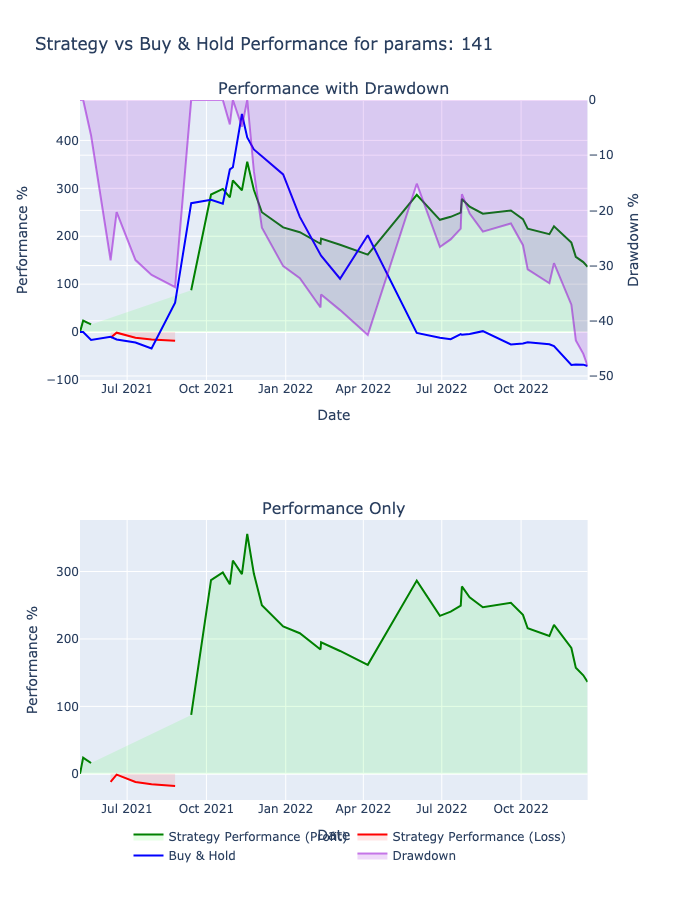 Strategy vs Buy & Hold Performance for params: 141
Performance with Drawdown
400
300
200
100
0
−100
Performance %
0
−10
−20
−30
−40
−50
Drawdown %
Jul 2021 Oct 2021 Jan 2022 Apr 2022 Jul 2022 Oct 2022
Date
Performance Only
300
200
100
0
Performance %
Jul 2021 Oct 2021 Jan 2022 Apr 2022 Jul 2022 Oct 2022
Date
Strategy Performance (Profit) Strategy Performance (Loss)
Buy & Hold Drawdown